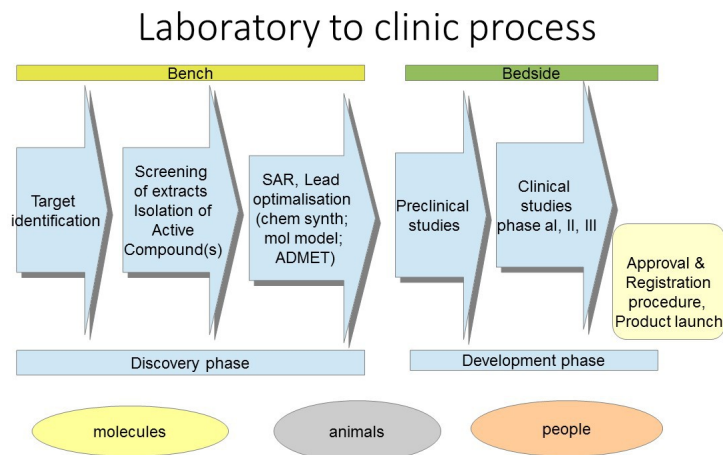 Laboratory to clinic process
Bench
Bedside
Target
identification
Screening
of extracts
Isolation of
Active
Compound(s)
SAR, Lead
optimalisation
(chem synth;
mol model;
ADMET)
Preclinical
studies
Clinical
studies
phase aI, II, III
Approval &
Registration
procedure,
Product launch
Discovery phase
Development phase
molecules
animals
people